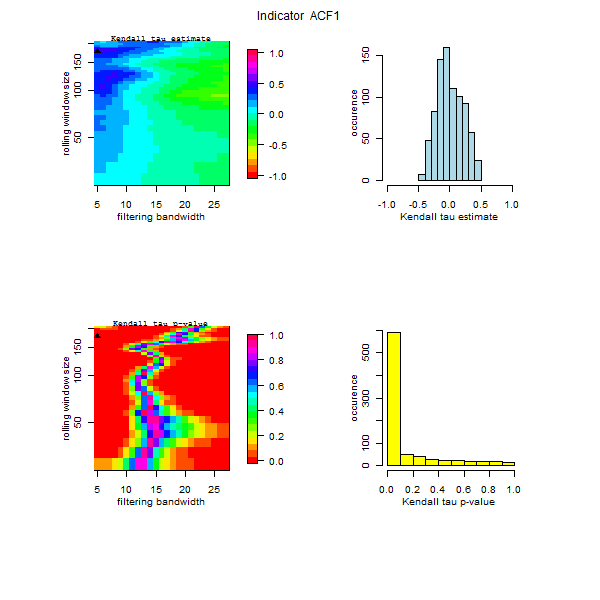 Indicator ACF1
Kendall tau estimate
rolling window size
50 100 150
5 10 15 20 25
filtering bandwidth
1.0
0.5
0.0
-0.5
-1.0
occurence
0 50 100 150
-1.0 -0.5 0.0 0.5 1.0
Kendall tau estimate
Kendall tau p-value
rolling window size
50 100 150
5 10 15 20 25
filtering bandwidth
1.0
0.8
0.6
0.4
0.2
0.0
occurence
0 100 300 500
0.0 0.2 0.4 0.6 0.8 1.0
Kendall tau p-value